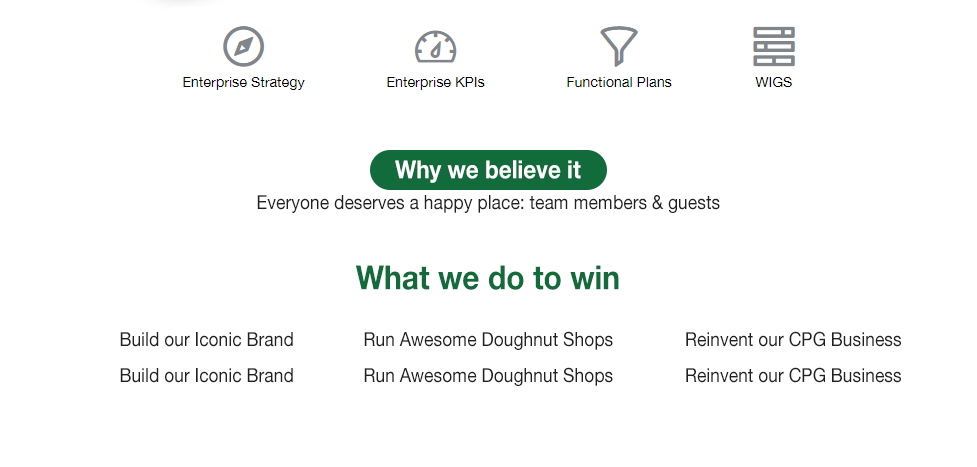 Enterprise Strategy Enterprise KPIs Functional Plans WIGS
Why we believe it
Everyone deserves a happy place: team members & guests
What we do to win
Build our Iconic Brand Run Awesome Doughnut Shops Reinvent our CPG Business
Build our Iconic Brand Run Awesome Doughnut Shops Reinvent our CPG Business